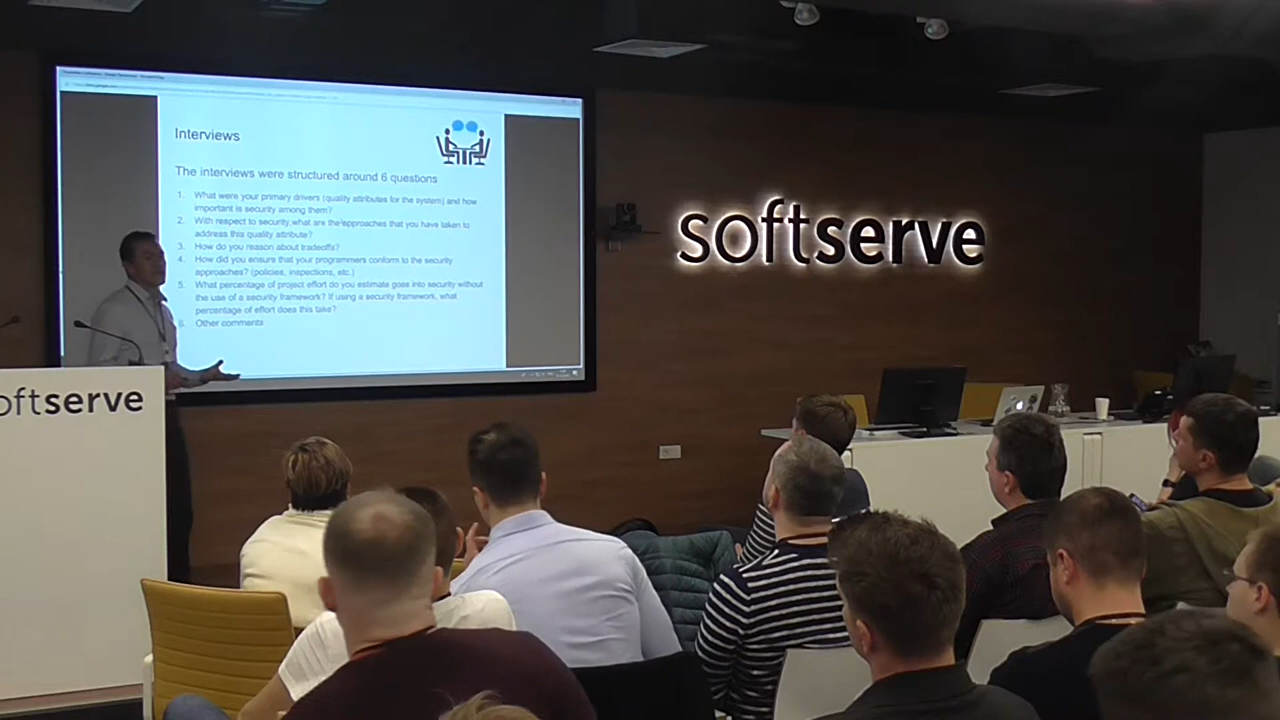 Interviews
The interviews were structured around 6 questions
1. What were your primary drivers (quality attributes for the system) and how
important is security among them?
2. With respect to security,what are the approaches that you have taken to
address this quality attribute?
3. How do you reason about tradeoffs?
4. How did you ensure that your programmers conform to the security
approaches? (policies, inspections, etc.)
5. What percentage of project effort do you estimate goes into security without
the use of a security framework? If using a security framework, what
percentage of effort does this take?
6. Other comments
softserve
oftserve